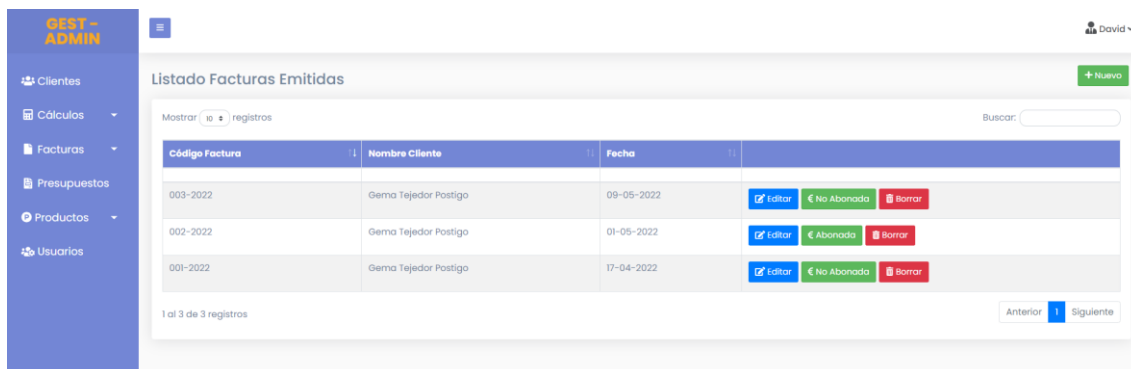 GEST -
ADMIN
David
Clientes
Cálculos
Facturas
Presupuestos
Productos
Usuarios
Listado Facturas Emitidas
+ Nuevo
Mostrar 10 registros
Buscar:
Código Factura Nombre Cliente Fecha
003-2022 Gema Tejedor Postigo 09-05-2022 Editar € No Abonada Borrar
002-2022 Gema Tejedor Postigo 01-05-2022 Editar € Abonada Borrar
001-2022 Gema Tejedor Postigo 17-04-2022 Editar € No Abonada Borrar
1 al 3 de 3 registros
Anterior 1 Siguiente